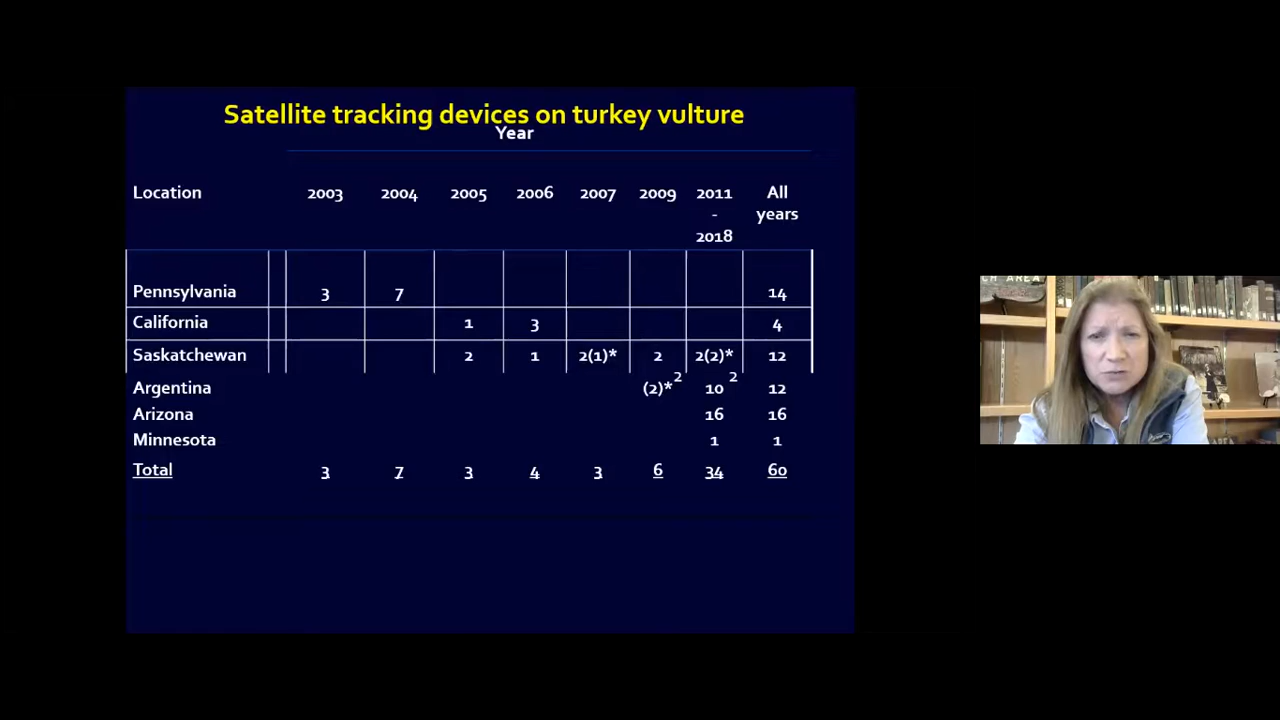 Satellite tracking devices on turkey vulture
Year
Location 2003 2004 2005 2006 2007 2009 2011 - 2018 All years
Pennsylvania 3 7 14
California 1 3 4
Saskatchewan 2 1 2(1)* 2 2(2)* 12
Argentina (2)*2 10 2 12
Arizona 16 16
Minnesota 1 1
Total 3 7 3 4 3 6 34 60
CH AREA